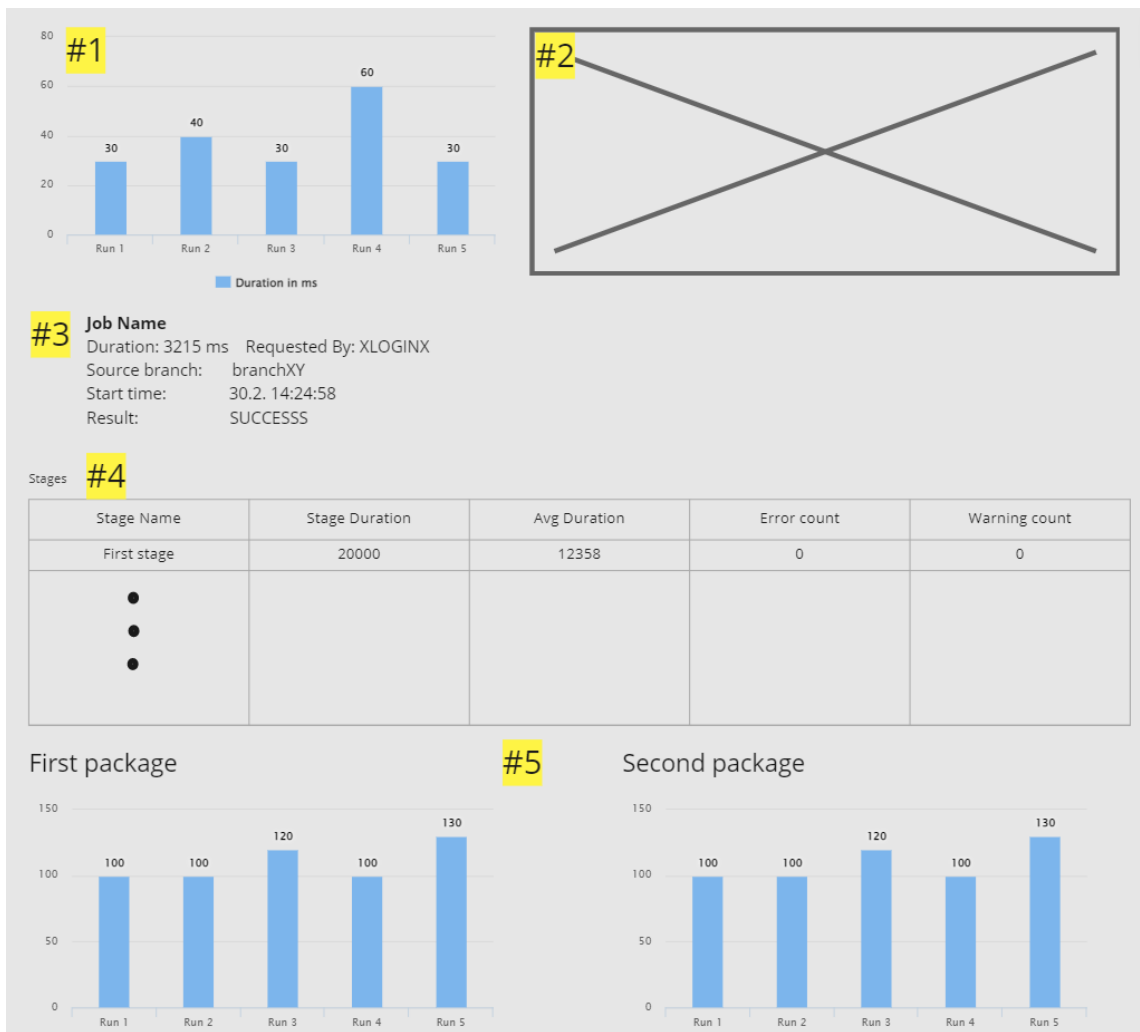 #1
80
60
40
20
0
30
40
30
60
30
Run 1 Run 2 Run 3 Run 4 Run 5
Duration in ms
#2
#3
Job Name
Duration: 3215 ms Requested By: XLOGINX
Source branch: branchXY
Start time: 30.2. 14:24:58
Result: SUCCESSS
Stages #4
Stage Name Stage Duration Avg Duration Error count Warning count
First stage 20000 12358 0 0
First package
#5
Second package
150
100
50
0
100 100 120 100 130
Run 1 Run 2 Run 3 Run 4 Run 5
150
100
50
0
100 100 120 100 130
Run 1 Run 2 Run 3 Run 4 Run 5